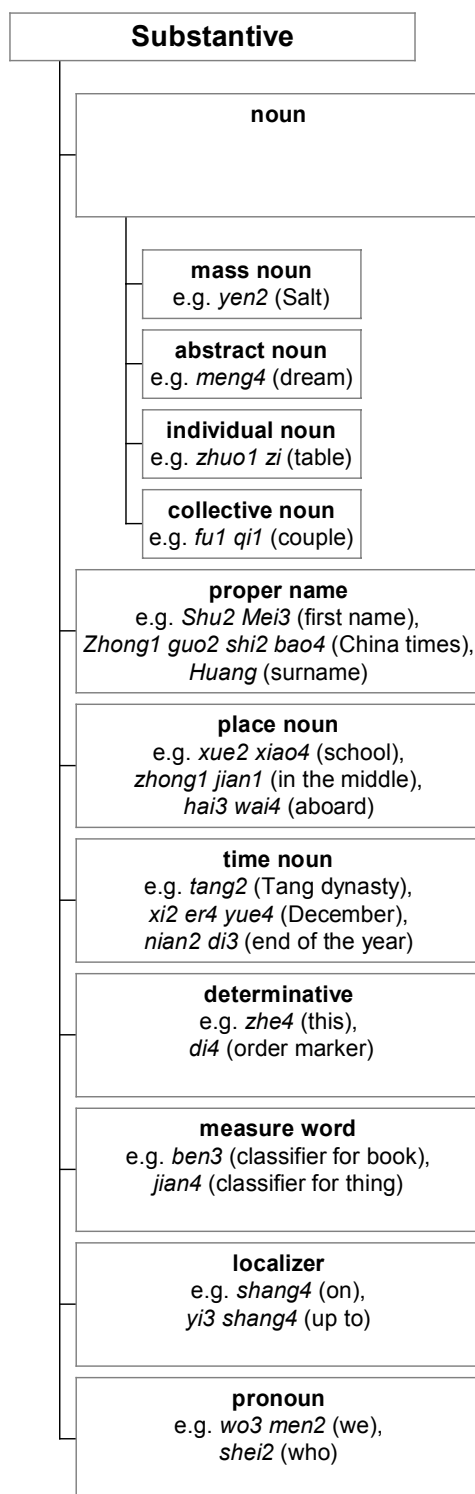 Substantive
noun
mass noun
e.g. yen2 (Salt)
abstract noun
e.g. meng4 (dream)
individual noun
e.g. zhuo1 zi (table)
collective noun
e.g. fu1 qi1 (couple)
proper name
e.g. Shu2 Mei3 (first name),
Zhong1 guo2 shi2 bao4 (China times),
Huang (surname)
place noun
e.g. xue2 xiao4 (school),
zhong1 jian1 (in the middle),
hai3 wai4 (aboard)
time noun
e.g. tang2 (Tang dynasty),
xi2 er4 yue4 (December),
nian2 di3 (end of the year)
determinative
e.g. zhe4 (this),
di4 (order marker)
measure word
e.g. ben3 (classifier for book),
jian4 (classifier for thing)
localizer
e.g. shang4 (on),
yi3 shang4 (up to)
pronoun
e.g. wo3 men2 (we),
shei2 (who)